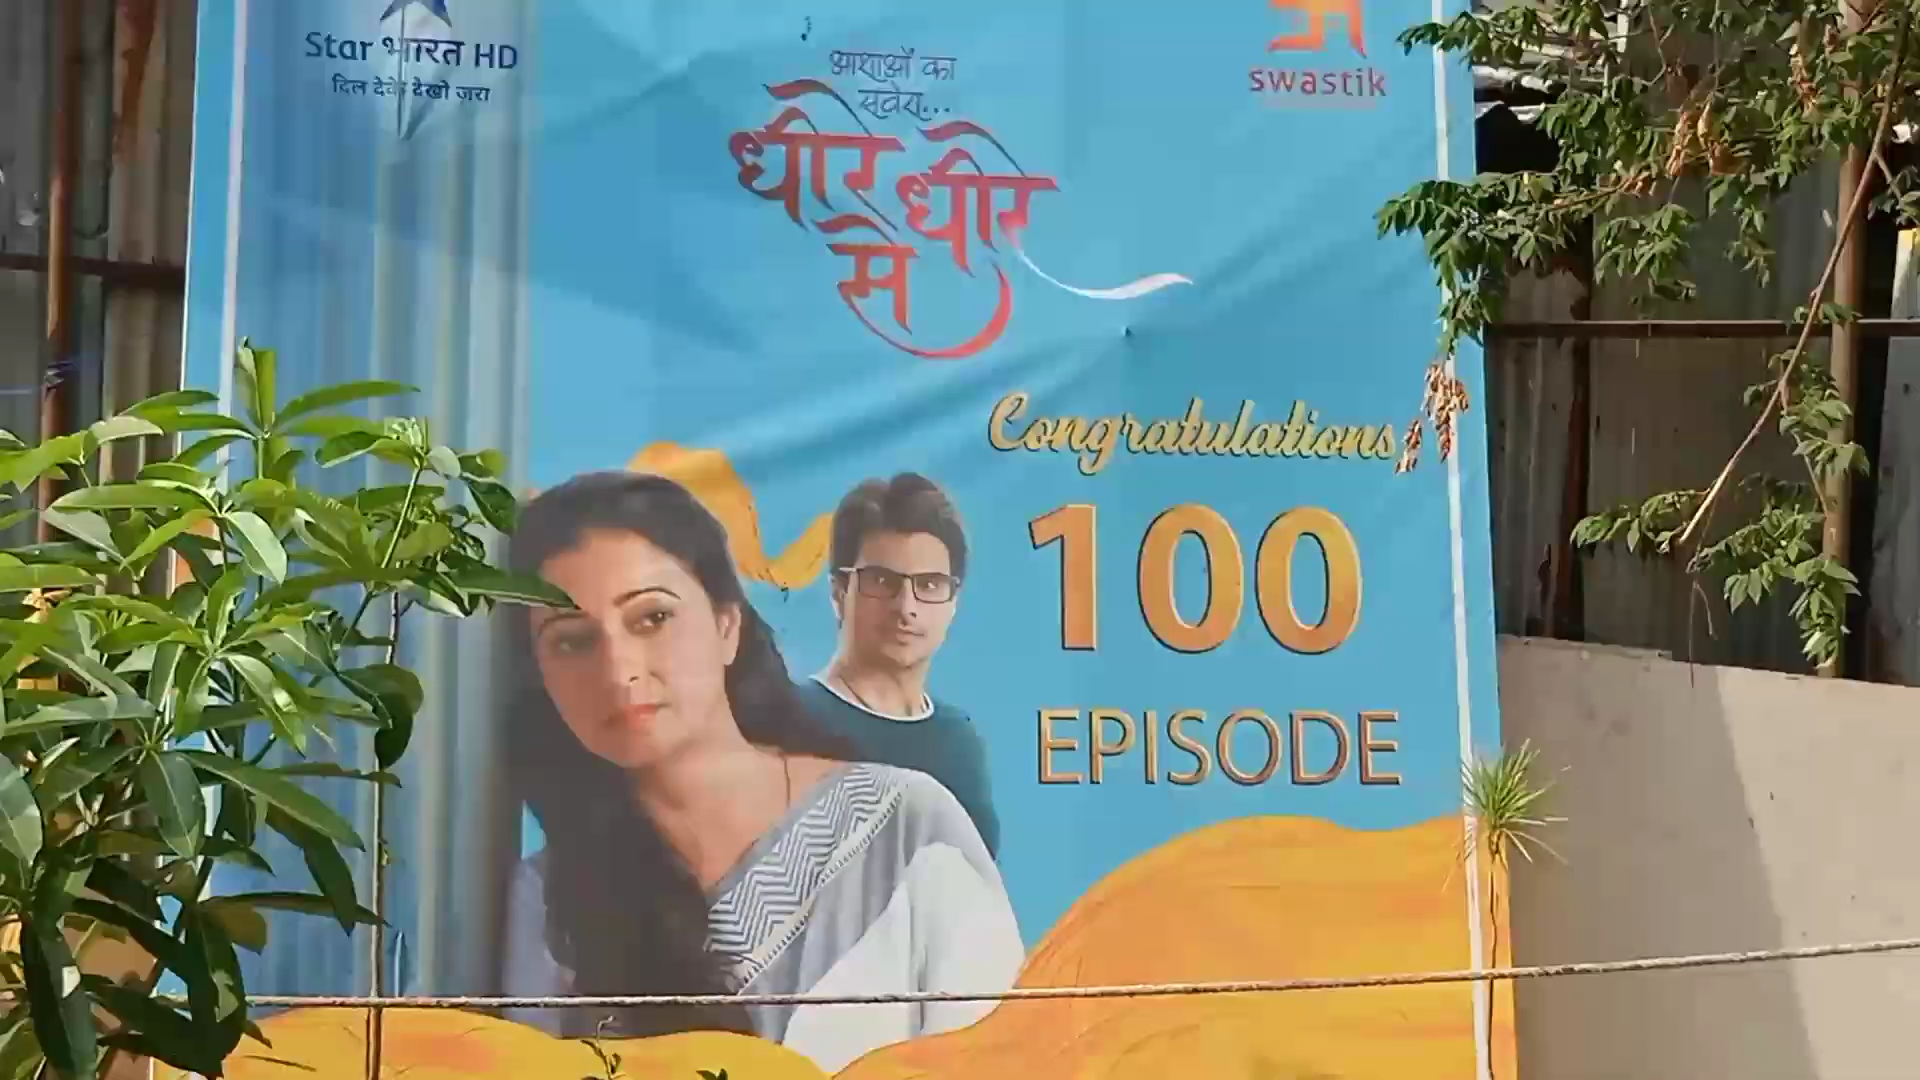 Star भारत HD
दिल देके देखो ज़रा
आशाओं का
सवेरा...
धीरे धीरे
से
swastik
Congratulations
100
EPISODE